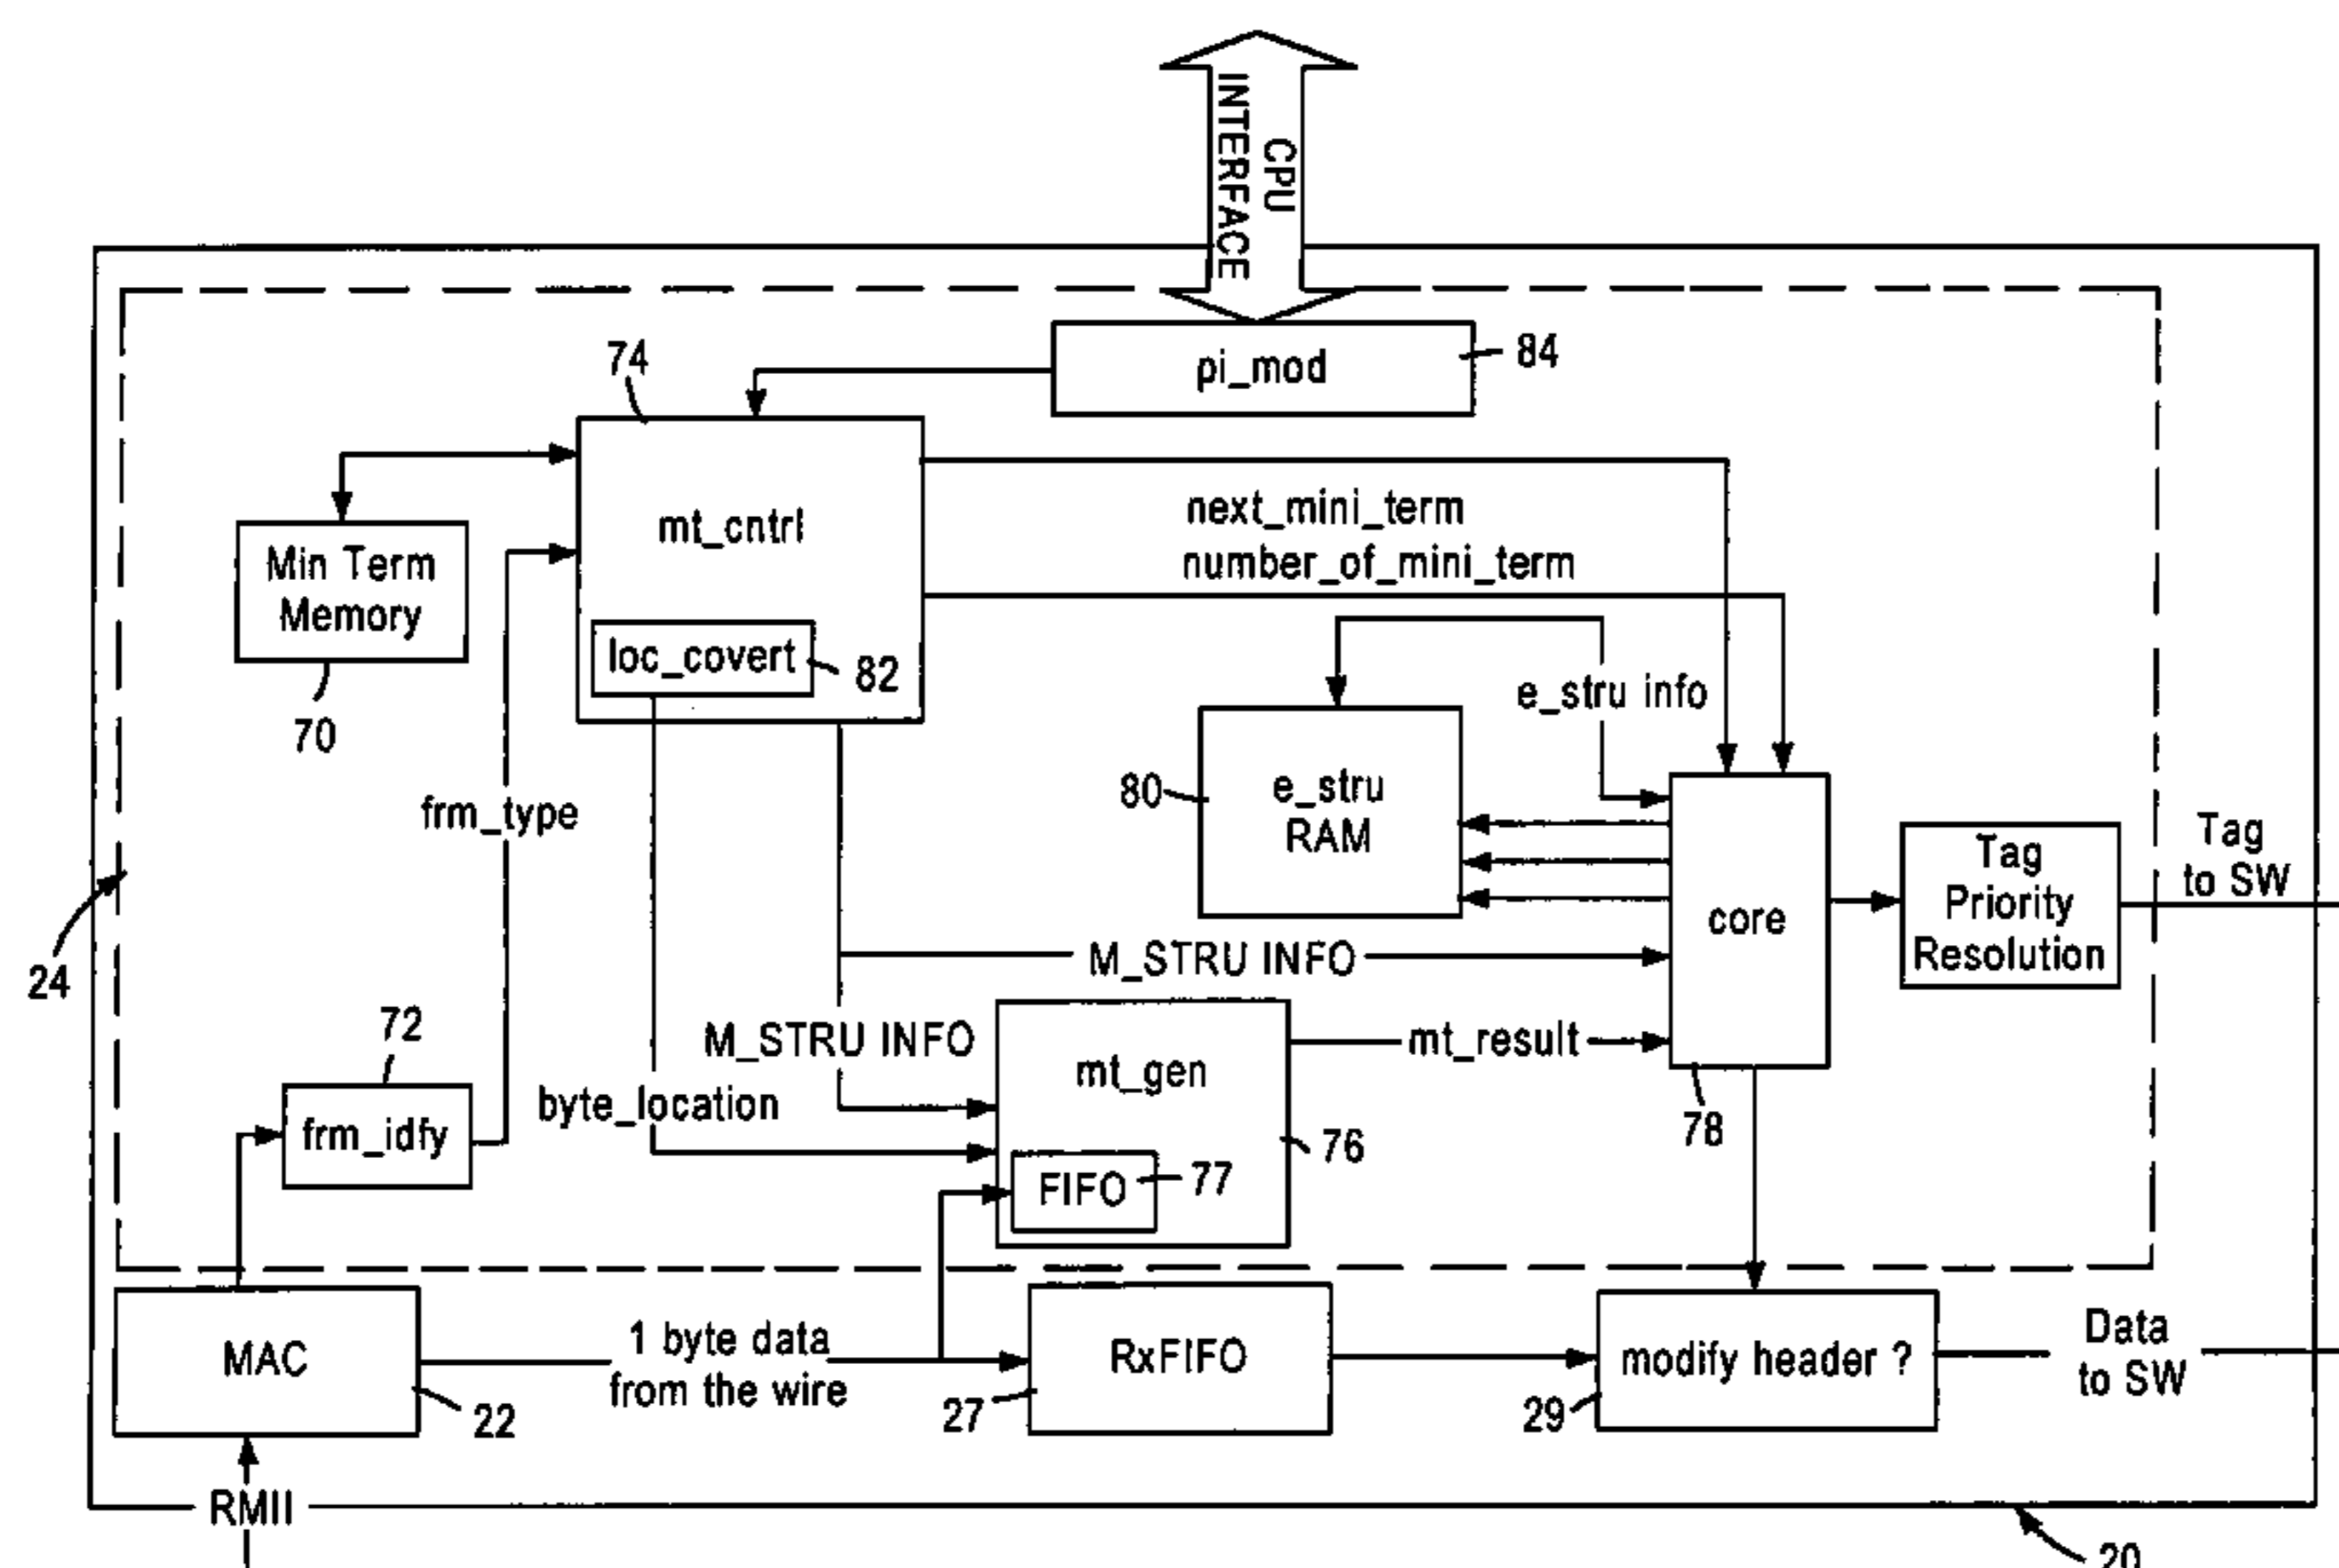 CPU
INTERFACE
pi_mod
84
74
mt_cntrl
next_mini_term
number_of_mini_term
Min Term
Memory
70
loc_covert
82
e_stru info
80
e_stru
RAM
frm_type
core
Tag
Priority
Resolution
Tag
to SW
24
M_STRU INFO
72
M_STRU INFO
mt_gen
mt_result
byte_location
78
frm_idfy
76
FIFO
77
MAC
22
1 byte data
from the wire
RxFIFO
27
modify header ?
29
Data
to SW
RMII
20